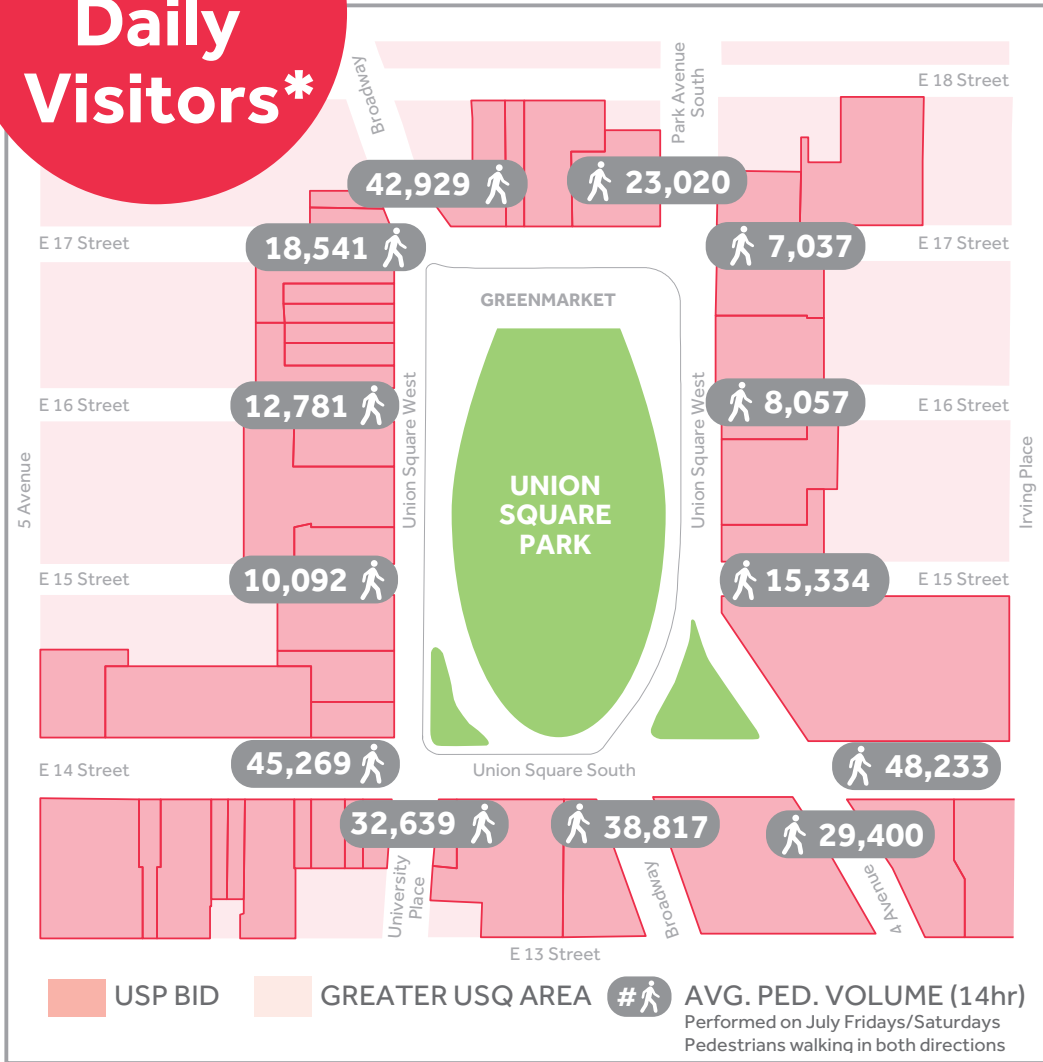 Daily
Visitors*
Broadway
Park Avenue
South
E 18 Street
42,929
23,020
E 17 Street
18,541
7,037
E 17 Street
GREENMARKET
E 16 Street
12,781
Union Square West
Union Square West
8,057
E 16 Street
5 Avenue
UNION
SQUARE
PARK
Irving Place
E 15 Street
10,092
15,334
E 15 Street
E 14 Street
45,269
Union Square South
48,233
32,639
38,817
29,400
University
Place
Broadway
4 Avenue
E 13 Street
USP BID
GREATER USQ AREA
#
AVG. PED. VOLUME (14hr)
Performed on July Fridays/Saturdays
Pedestrians walking in both directions